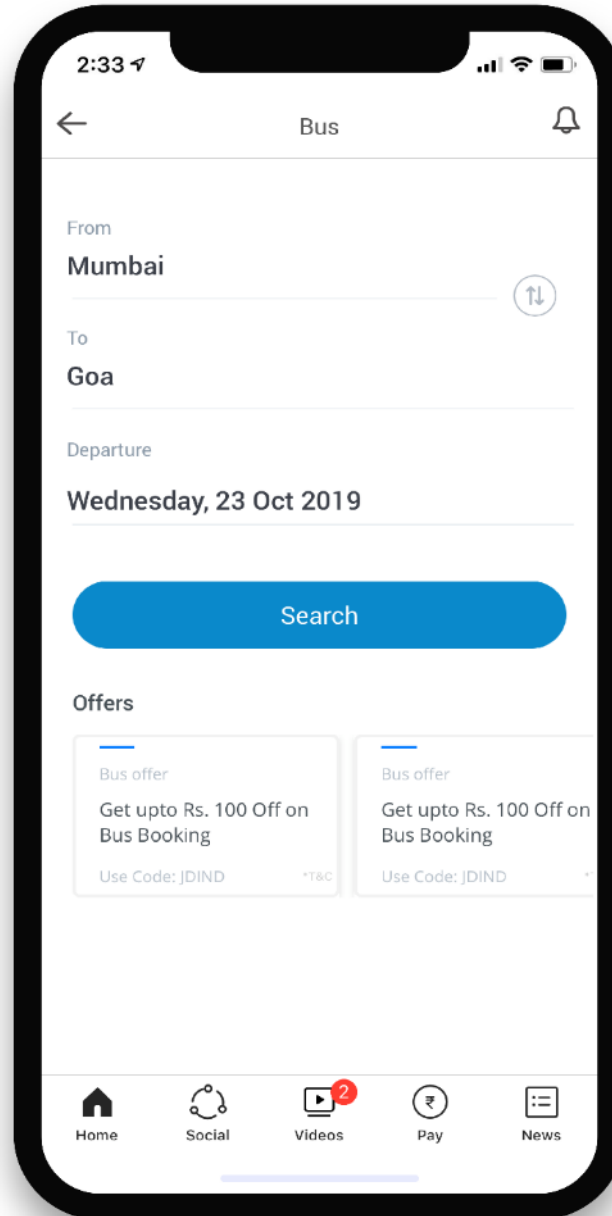 2:33
Bus
From
Mumbai
To
Goa
Departure
Wednesday, 23 Oct 2019
Search
Offers
Bus offer
Get upto Rs. 100 Off on
Bus Booking
Use Code: JDIND
*T&C
Bus offer
Get upto Rs. 100 Off on
Bus Booking
Use Code: JDIND
2
Home
Social
Videos
₹
Pay
News